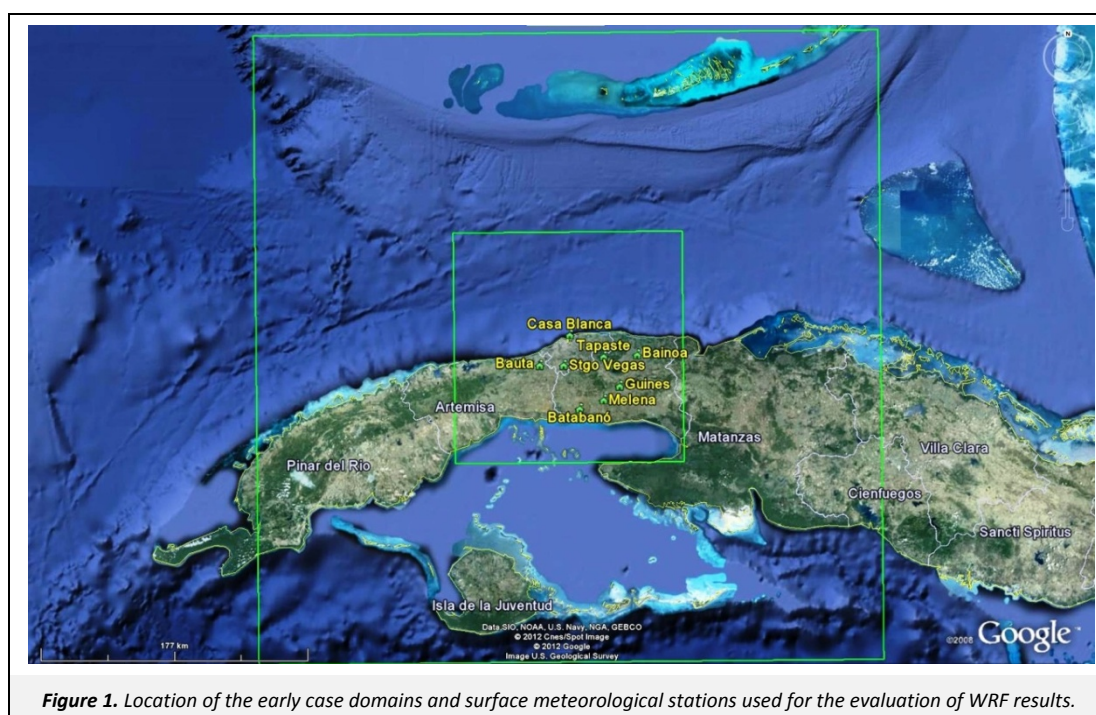 N
Casa Blanca
Tapaste
Bainoa
Bauta
Stgo Vegas
Guines
Melena
Artemisa
Batabanó
Matanzas
Villa Clara
Pinar del Rio
Cienfuegos
Sancti Spiritus
Isla de la Juventud
Data SIO, NOAA, U.S. Navy, NGA, GEBCO
© 2012 Cnes/Spot Image
© 2012 Google
Image U.S. Geological Survey
177 km
©2008 Google™
Figure 1. Location of the early case domains and surface meteorological stations used for the evaluation of WRF results.